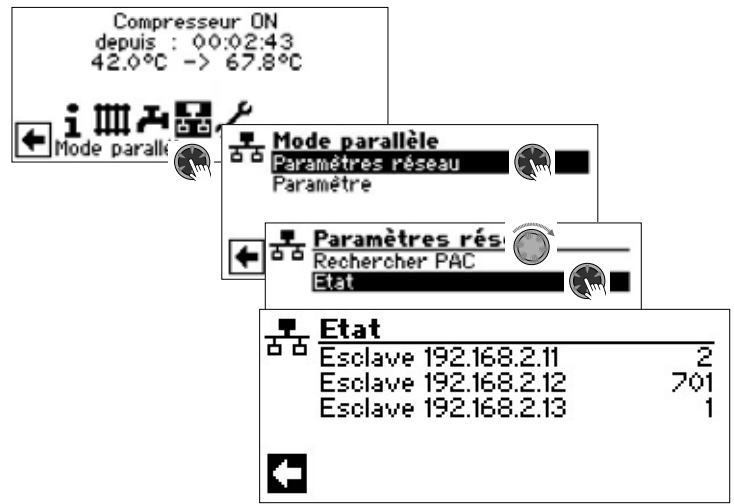 Compresseur ON
depuis : 00:02:43
42.0°C -> 67.8°C
Mode parallè
Mode parallèle
Paramètres réseau
Paramètre
Paramètres rés
Rechercher PAC
Etat
Etat
Esclave 192.168.2.11 2
Esclave 192.168.2.12 701
Esclave 192.168.2.13 1